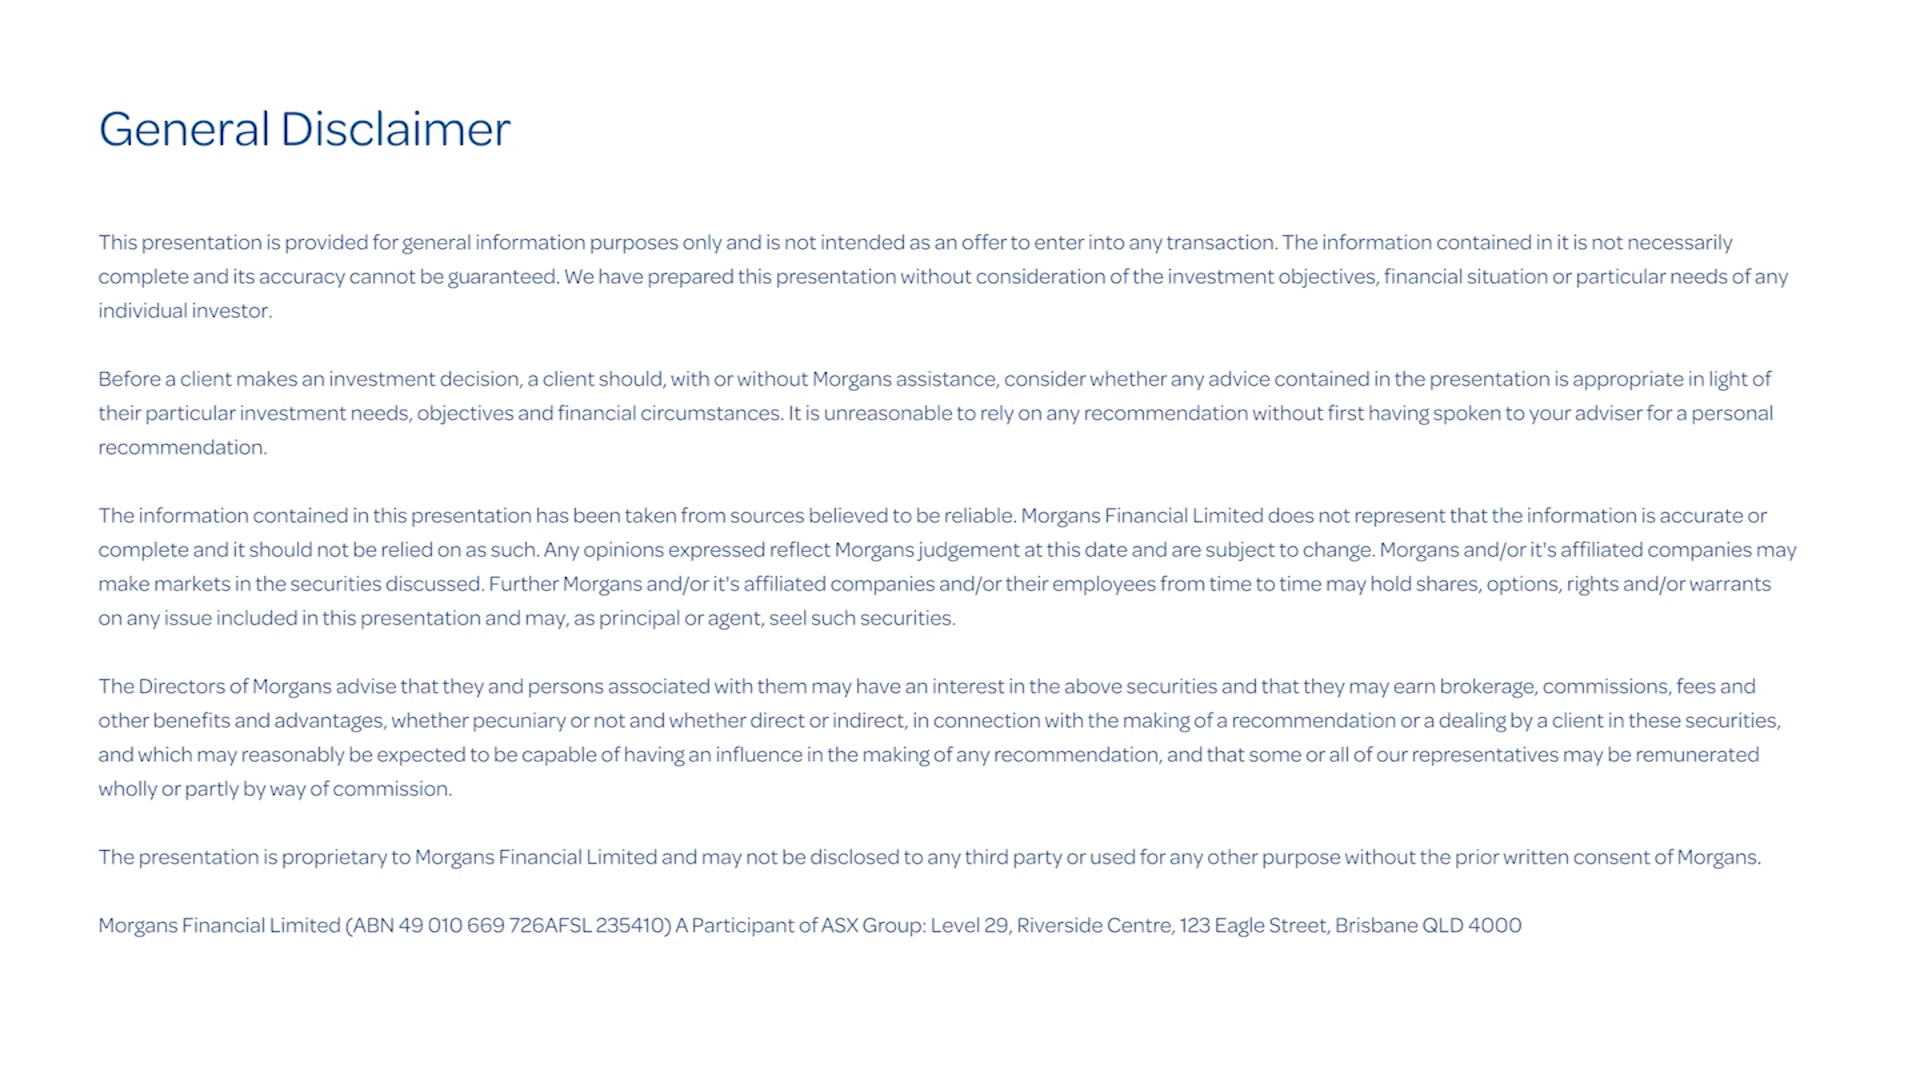 General Disclaimer
This presentation is provided for general information purposes only and is not intended as an offer to enter into any transaction. The information contained in it is not necessarily
complete and its accuracy cannot be guaranteed. We have prepared this presentation without consideration of the investment objectives, financial situation or particular needs of any
individual investor.
Before a client makes an investment decision, a client should, with or without Morgans assistance, consider whether any advice contained in the presentation is appropriate in light of
their particular investment needs, objectives and financial circumstances. It is unreasonable to rely on any recommendation without first having spoken to your adviser for a personal
recommendation.
The information contained in this presentation has been taken from sources believed to be reliable. Morgans Financial Limited does not represent that the information is accurate or
complete and it should not be relied on as such. Any opinions expressed reflect Morgans judgement at this date and are subject to change. Morgans and/or it's affiliated companies may
make markets in the securities discussed. Further Morgans and/or it's affiliated companies and/or their employees from time to time may hold shares, options, rights and/or warrants
on any issue included in this presentation and may, as principal or agent, seel such securities.
The Directors of Morgans advise that they and persons associated with them may have an interest in the above securities and that they may earn brokerage, commissions, fees and
other benefits and advantages, whether pecuniary or not and whether direct or indirect, in connection with the making of a recommendation or a dealing by a client in these securities,
and which may reasonably be expected to be capable of having an influence in the making of any recommendation, and that some or all of our representatives may be remunerated
wholly or partly by way of commission.
The presentation is proprietary to Morgans Financial Limited and may not be disclosed to any third party or used for any other purpose without the prior written consent of Morgans.
Morgans Financial Limited (ABN 49 010 669 726AFSL 235410) A Participant of ASX Group: Level 29, Riverside Centre, 123 Eagle Street, Brisbane QLD 4000